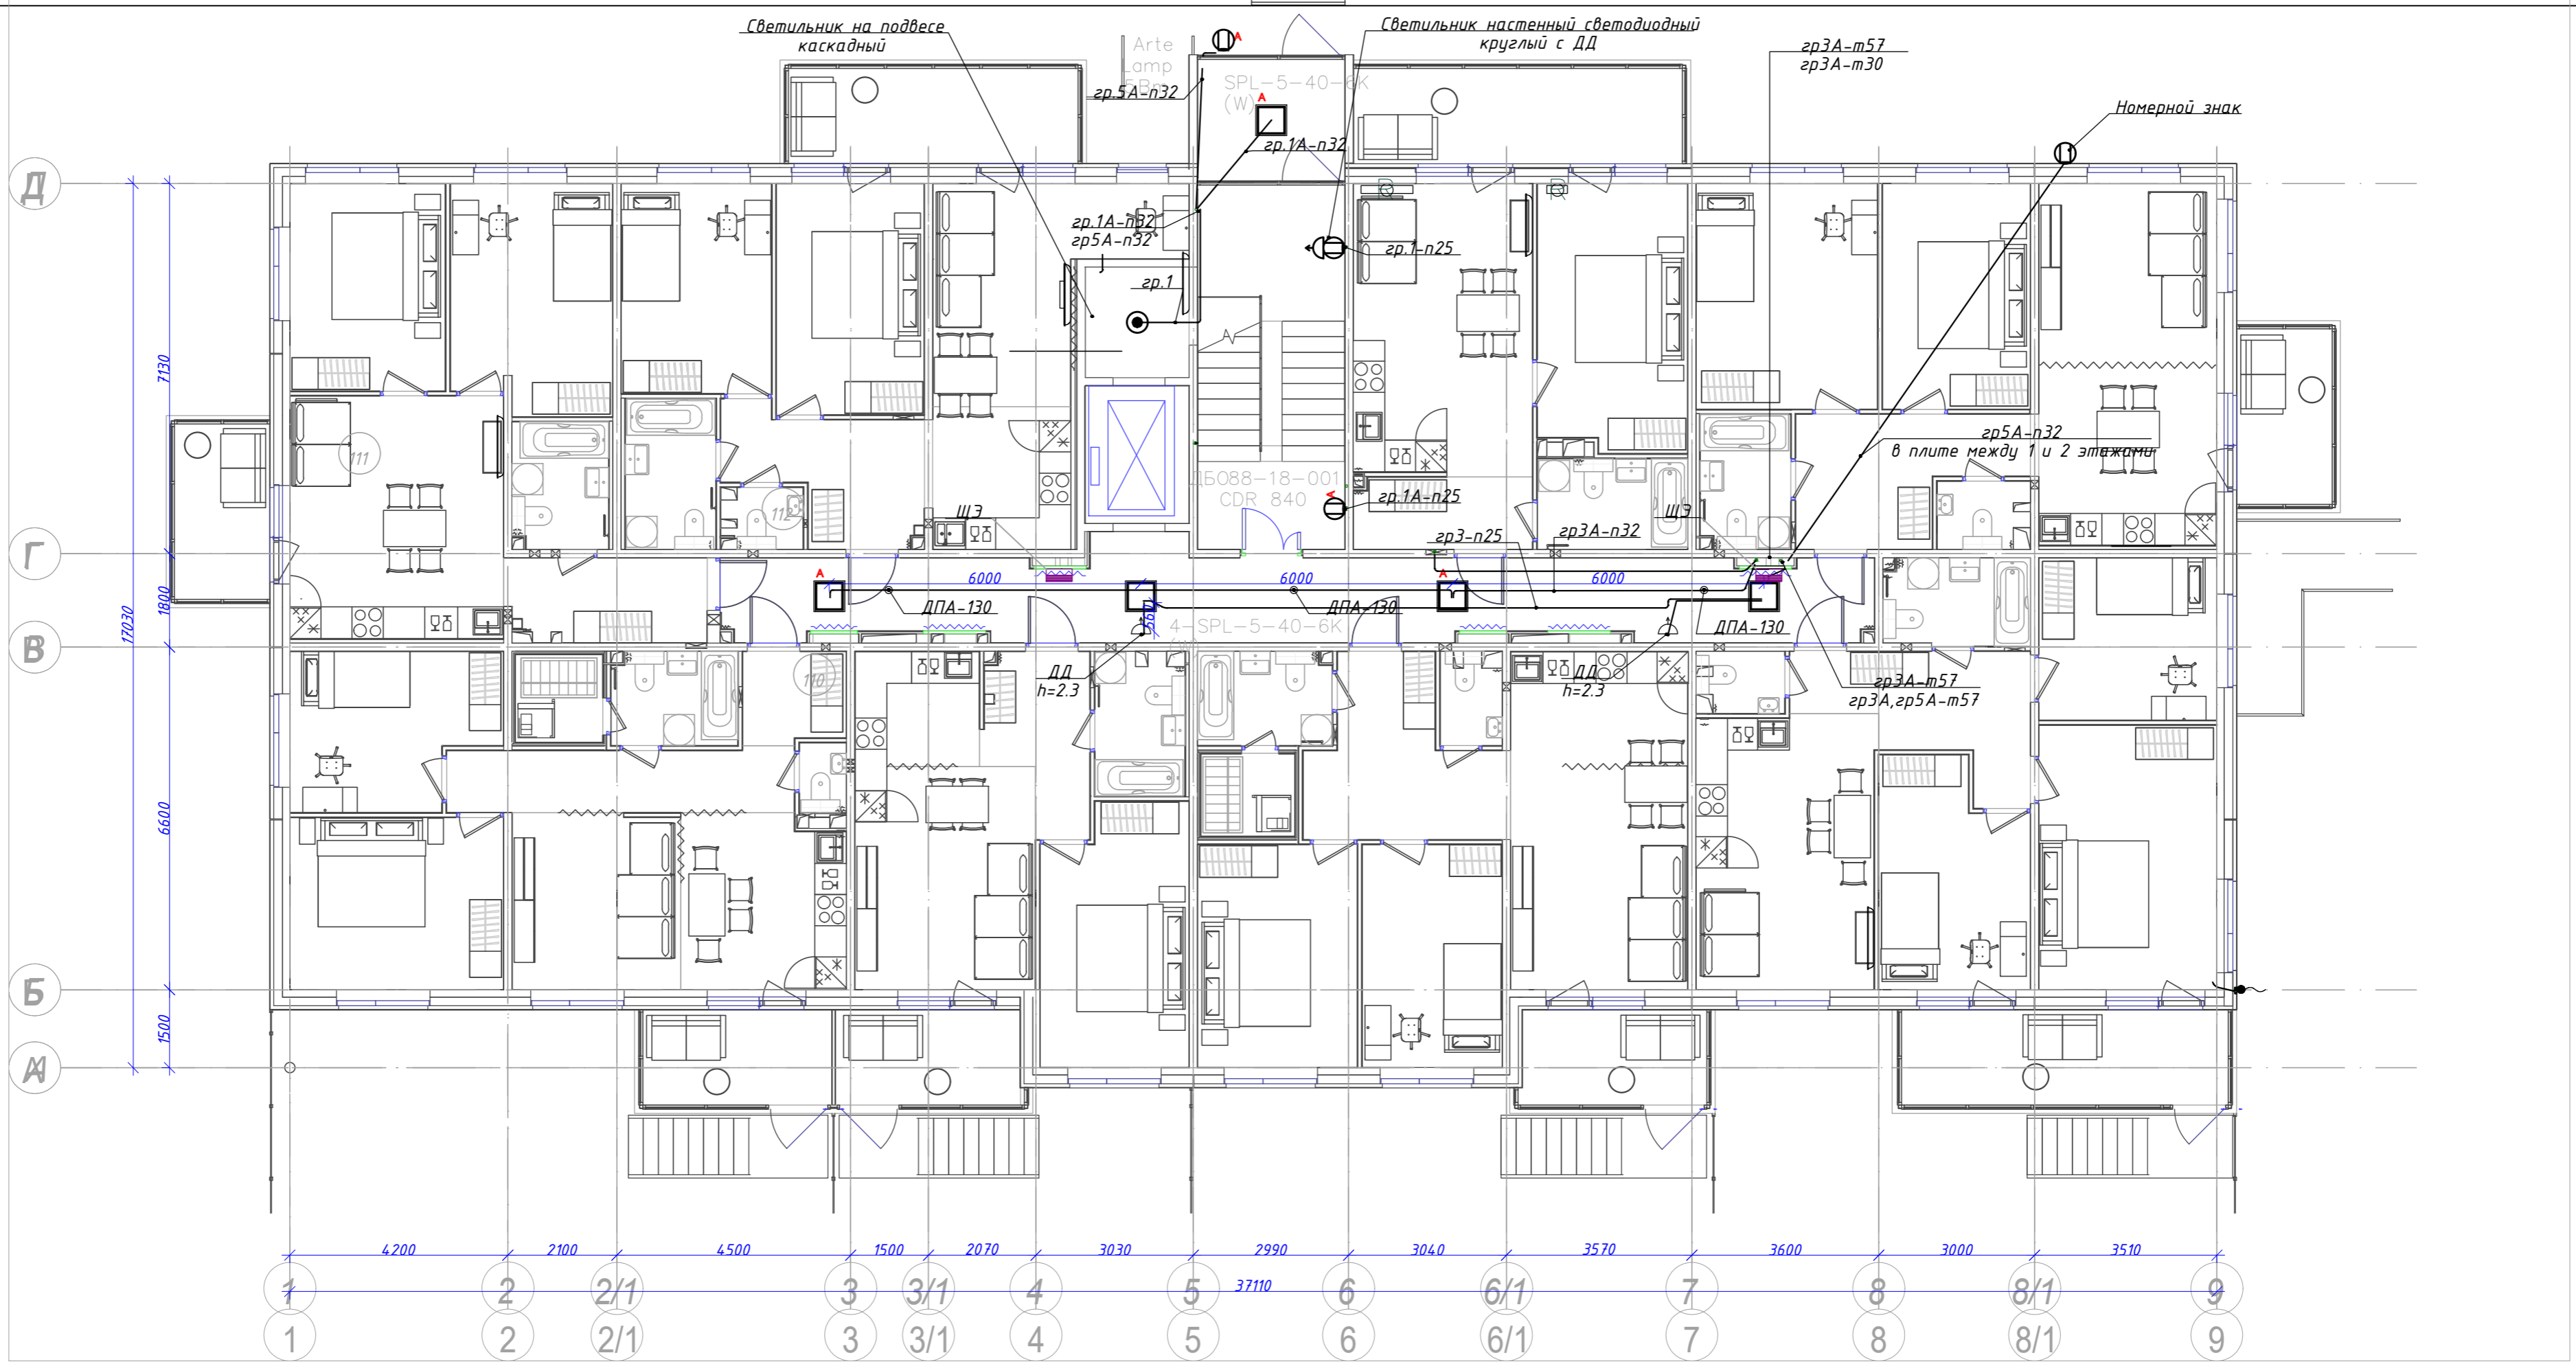 Светильник на подвесе
каскадный
Светильник настенный светодиодный
круглый с ДД
Arte
Lamp
гр.5А-п32
SPL-5-40-6K
(W)
А
А
гр.1А-п32
гр3А-т57
гр3А-т30
Номерной знак
Д
гр.1А-п32
гр5А-п32
гр.1
гр.1-п25
R
R
7130
111
112
ЩЭ
ДБО88-18-001
CDR 840
А
гр.1А-п25
ЩЭ
гр5А-п32
в плите между 1 и 2 этажами
гр3-п25
гр3А-п32
Г
А
6000
6000
А
6000
1800
17030
ДПА-130
ДПА-130
ДПА-130
4-SPL-5-40-6K
В
110
ДД
h=2.3
ДД
h=2.3
гр3А-т57
гр3А,гр5А-т57
6600
Б
1500
А
4200
2100
4500
1500
2070
3030
2990
3040
3570
3600
3000
3510
1
2
2/1
3
3/1
4
5
6
6/1
7
8
8/1
9
37110
1
2
2/1
3
3/1
4
5
6
6/1
7
8
8/1
9